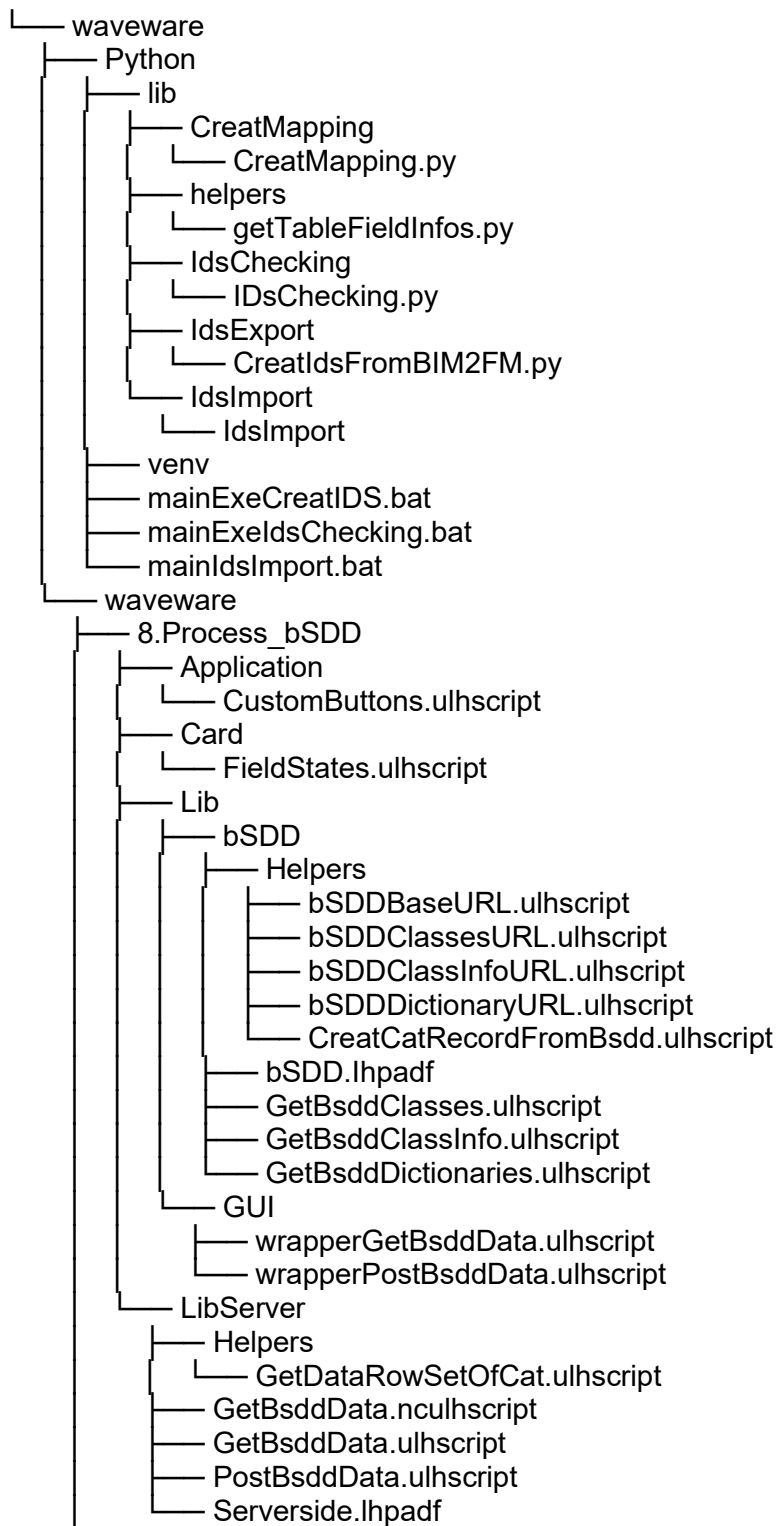 waveware
Python
lib
CreatMapping
CreatMapping.py
helpers
getTableFieldInfos.py
IdsChecking
IDsChecking.py
IdsExport
CreatIdsFromBIM2FM.py
IdsImport
IdsImport
venv
mainExeCreatIDS.bat
mainExeIdsChecking.bat
mainIdsImport.bat
waveware
8.Process_bSDD
Application
CustomButtons.ulhscript
Card
FieldStates.ulhscript
Lib
bSDD
Helpers
bSDDBaseURL.ulhscript
bSDDClassesURL.ulhscript
bSDDClassInfoURL.ulhscript
bSDDDictionaryURL.ulhscript
CreatCatRecordFromBsdd.ulhscript
bSDD.lhpadf
GetBsddClasses.ulhscript
GetBsddClassInfo.ulhscript
GetBsddDictionaries.ulhscript
GUI
wrapperGetBsddData.ulhscript
wrapperPostBsddData.ulhscript
LibServer
Helpers
GetDataRowSetOfCat.ulhscript
GetBsddData.nculhscript
GetBsddData.ulhscript
PostBsddData.ulhscript
Serverside.lhpadf